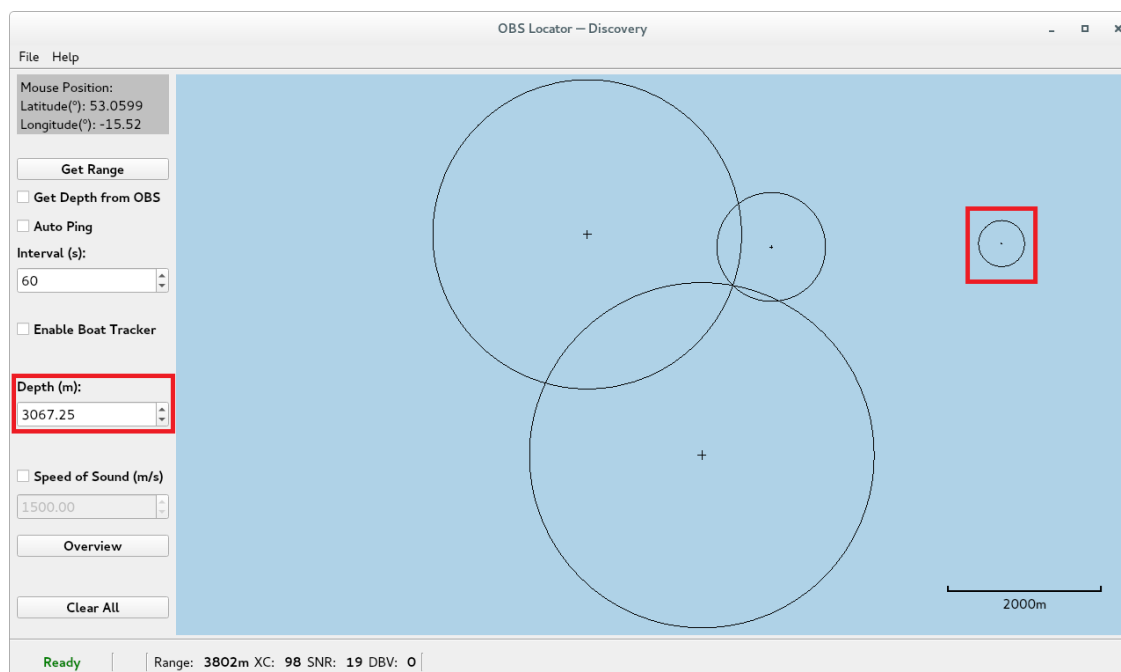 OBS Locator — Discovery
File Help
Mouse Position:
Latitude(°): 53.0599
Longitude(°): -15.52
Get Range
Get Depth from OBS
Auto Ping
Interval (s):
60
Enable Boat Tracker
Depth (m):
3067.25
Speed of Sound (m/s)
1500.00
Overview
Clear All
2000m
Ready Range: 3802m XC: 98 SNR: 19 DBV: 0